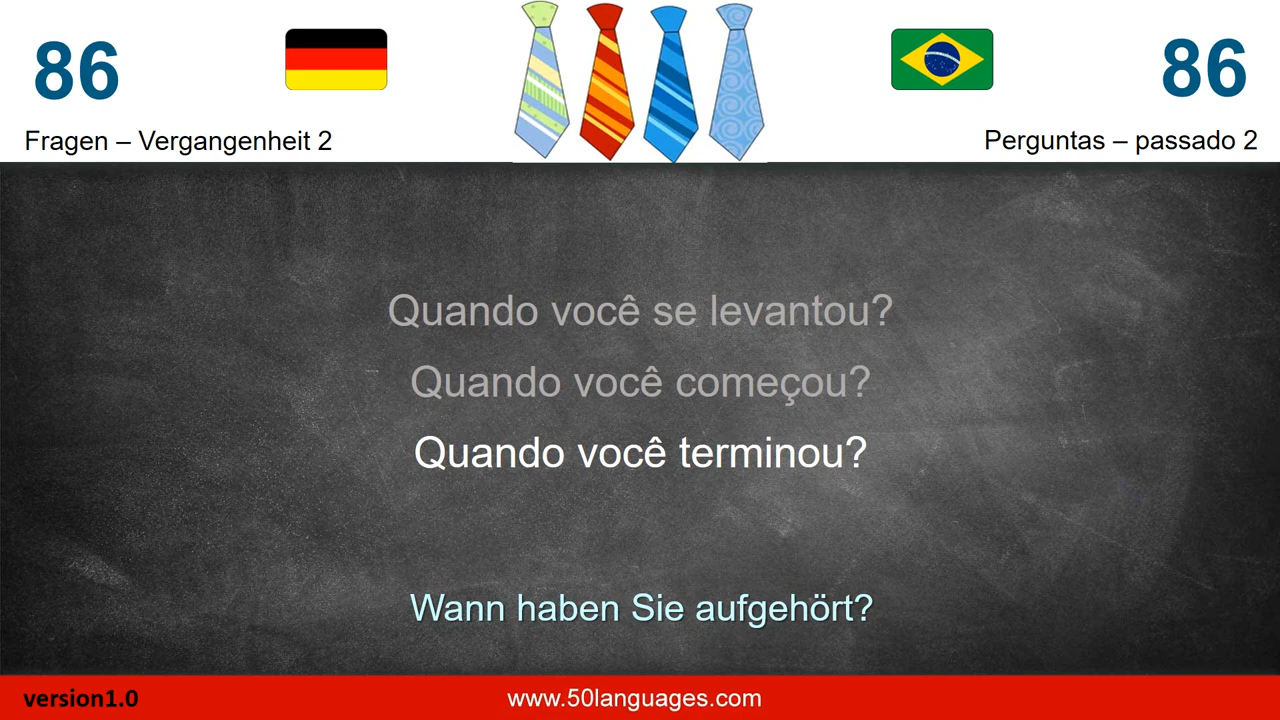 86
86
Fragen – Vergangenheit 2
Perguntas – passado 2
Quando você se levantou?
Quando você começou?
Quando você terminou?
Wann haben Sie aufgehört?
version1.0
www.50languages.com